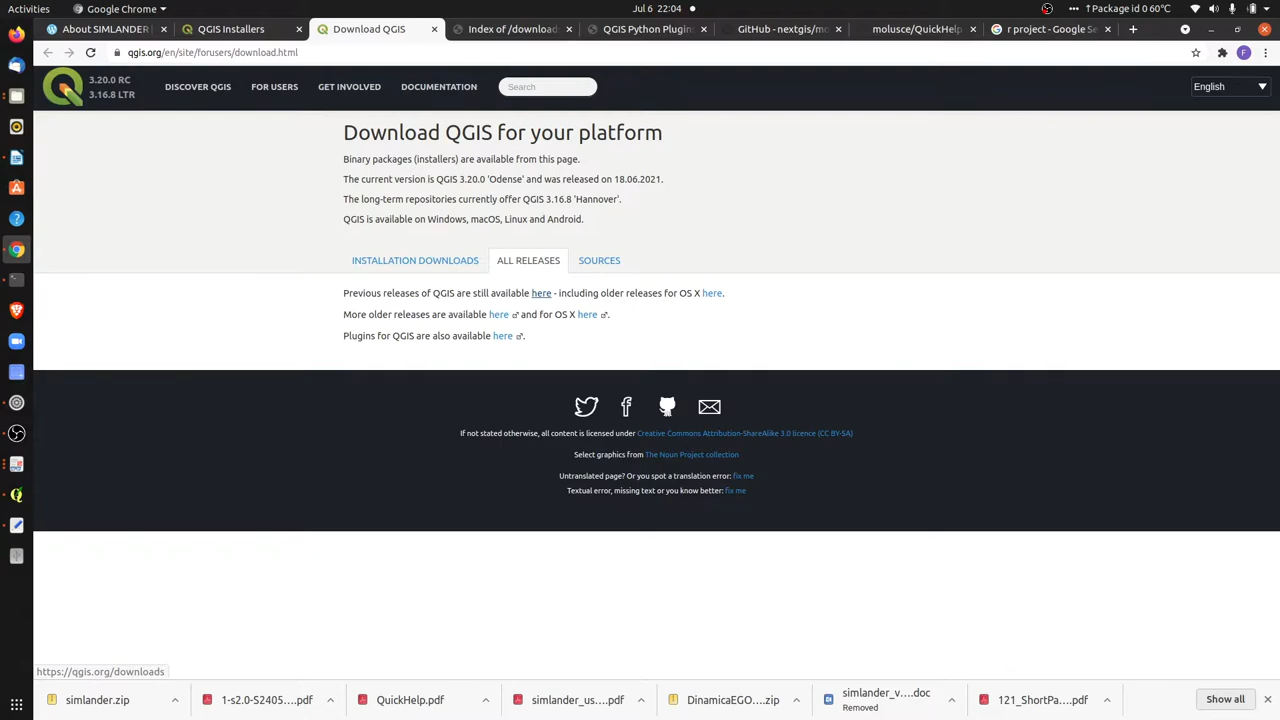 Activities
Google Chrome
Jul 6 22:04
Package id 0 60°C
About SIMLANDER |
QGIS Installers
Download QGIS
Index of /download
QGIS Python Plugin
GitHub - nextgis/mo
molusce/QuickHelp
r project - Google Se
qgis.org/en/site/forusers/download.html
F
3.20.0 RC
3.16.8 LTR
DISCOVER QGIS
FOR USERS
GET INVOLVED
DOCUMENTATION
Search
English
Download QGIS for your platform
Binary packages (installers) are available from this page.
The current version is QGIS 3.20.0 'Odense' and was released on 18.06.2021.
The long-term repositories currently offer QGIS 3.16.8 'Hannover'.
QGIS is available on Windows, macOS, Linux and Android.
INSTALLATION DOWNLOADS
ALL RELEASES
SOURCES
Previous releases of QGIS are still available here - including older releases for OS X here.
More older releases are available here and for OS X here .
Plugins for QGIS are also available here .
If not stated otherwise, all content is licensed under Creative Commons Attribution-ShareAlike 3.0 licence (CC BY-SA)
Select graphics from The Noun Project collection
Untranslated page? Or you spot a translation error: fix me
Textual error, missing text or you know better: fix me
https://qgis.org/downloads
simlander.zip
1-s2.0-S2405....pdf
QuickHelp.pdf
simlander_us....pdf
DinamicaEGO....zip
simlander_v....doc
Removed
121_ShortPa....pdf
Show all